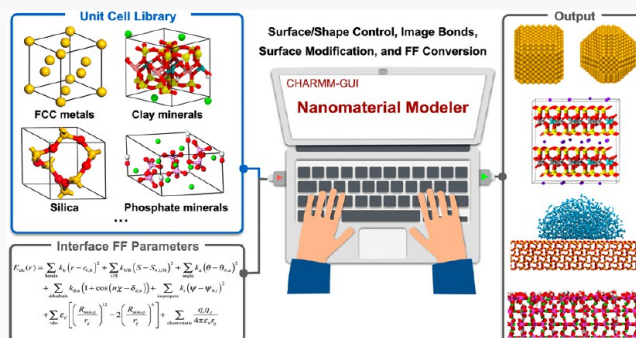 Unit Cell Library
FCC metals
Clay minerals
Silica
Phosphate minerals
...
Interface FF Parameters
Surface/Shape Control, Image Bonds,
Surface Modification, and FF Conversion
CHARMM-GUI
Nanomaterial Modeler
Output